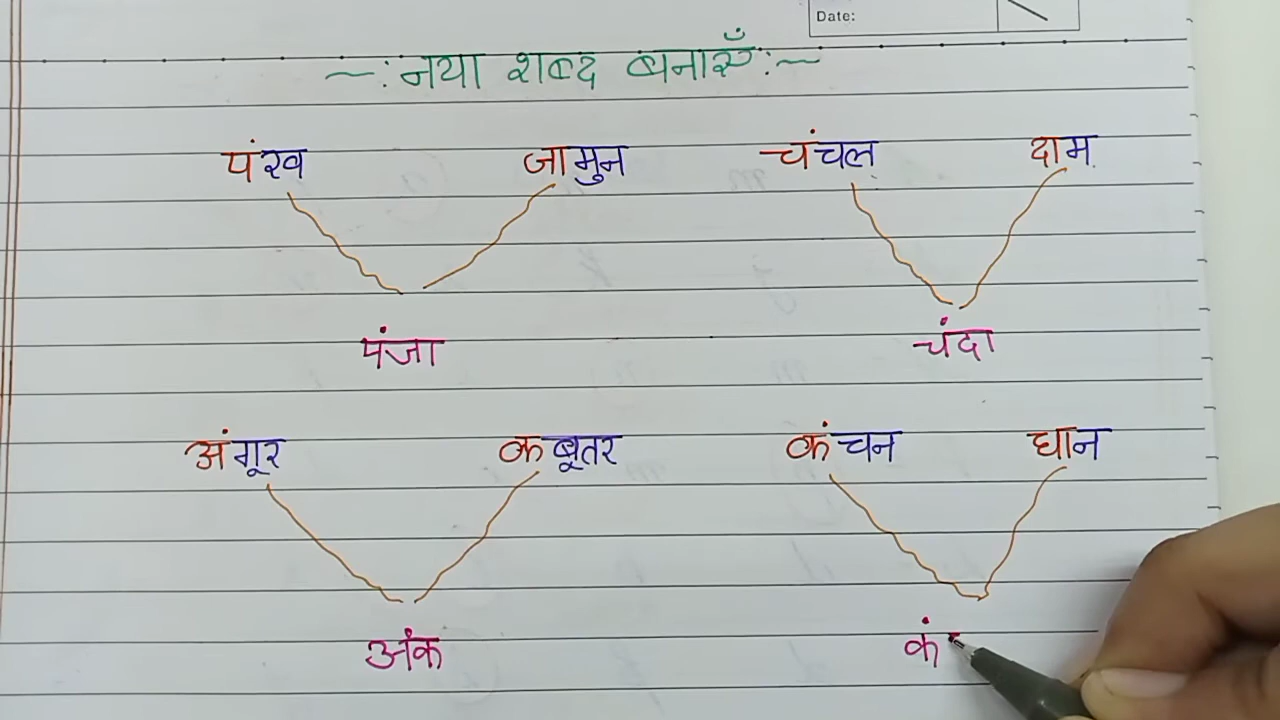 Date:
~:नया शब्द बनाएँ:~
पंख जामुन चंचल दाम
पंजा चंदा
अंगूर कबूतर कंचन धान
अंक कं